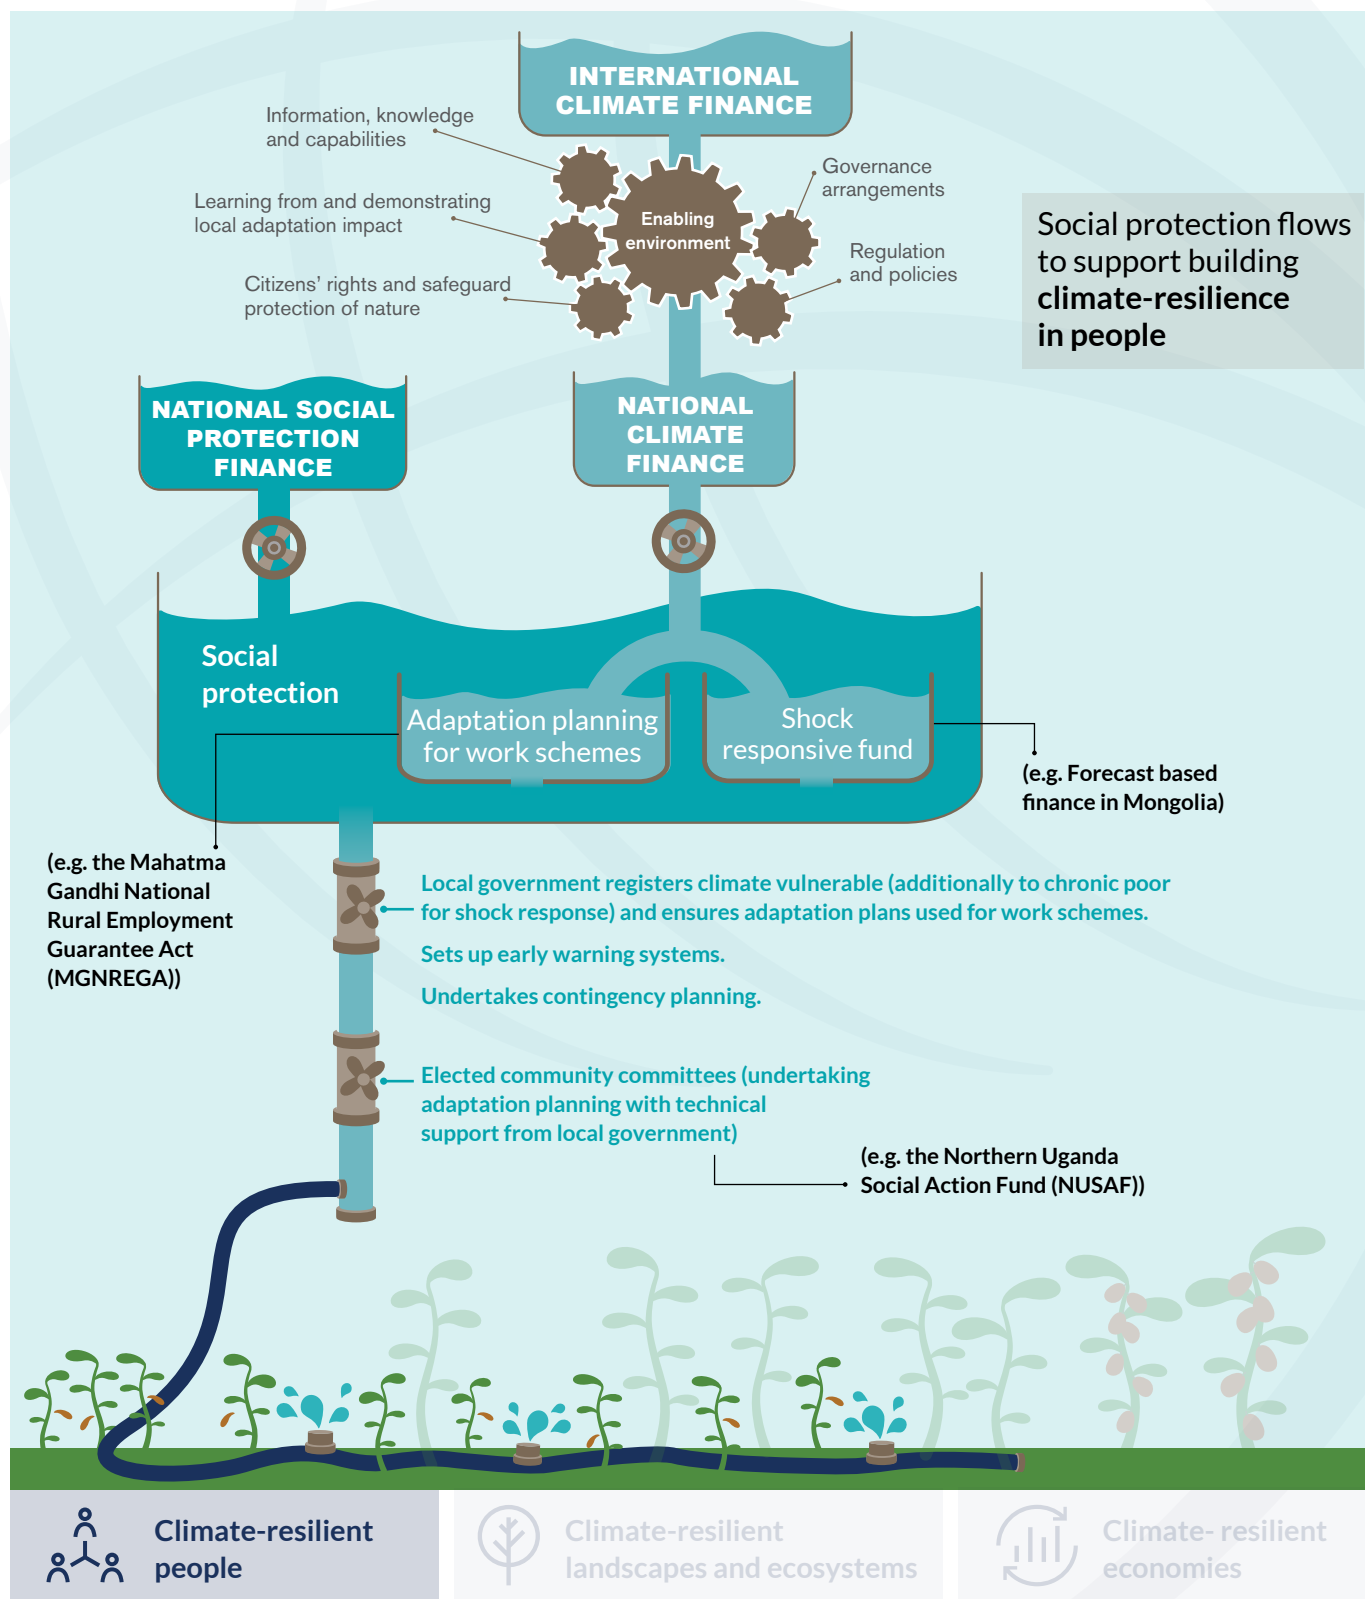 INTERNATIONAL
CLIMATE FINANCE
Information, knowledge
and capabilities
Learning from and demonstrating
local adaptation impact
Citizens' rights and safeguard
protection of nature
Enabling
environment
Governance
arrangements
Regulation
and policies
Social protection flows
to support building
climate-resilience
in people
NATIONAL SOCIAL
PROTECTION
FINANCE
NATIONAL
CLIMATE
FINANCE
Social
protection
Adaptation planning
for work schemes
Shock
responsive fund
(e.g. Forecast based
finance in Mongolia)
(e.g. the Mahatma
Gandhi National
Rural Employment
Guarantee Act
(MGNREGA))
Local government registers climate vulnerable (additionally to chronic poor
for shock response) and ensures adaptation plans used for work schemes.
Sets up early warning systems.
Undertakes contingency planning.
Elected community committees (undertaking
adaptation planning with technical
support from local government)
(e.g. the Northern Uganda
Social Action Fund (NUSAF))
Climate-resilient
people
Climate-resilient
landscapes and ecosystems
Climate- resilient
economies